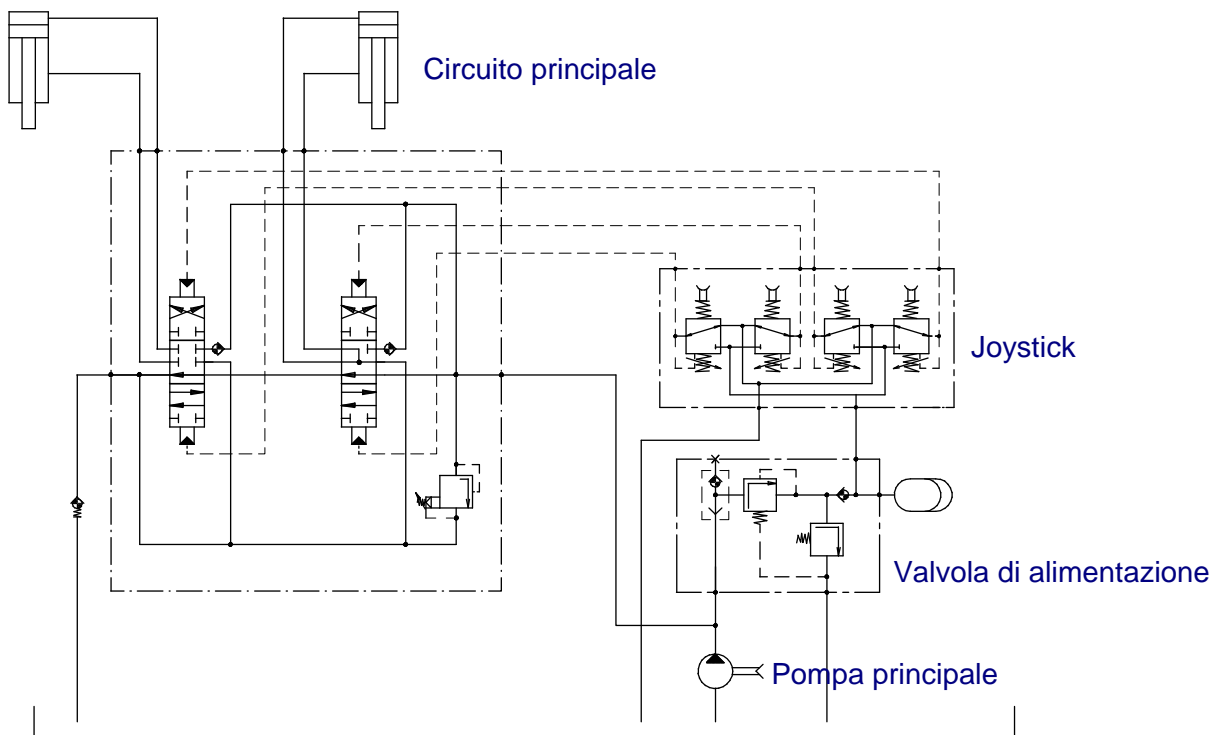 Circuito principale
Joystick
Valvola di alimentazione
Pompa principale